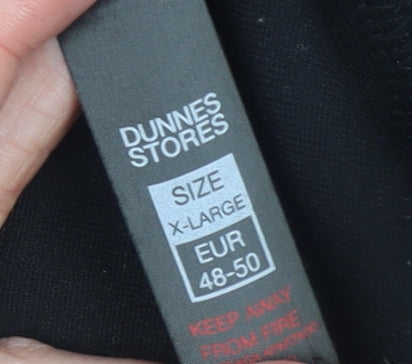 DUNNES
STORES
SIZE
X-LARGE
EUR
48-50
KEEP AWAY
FROM FIRE